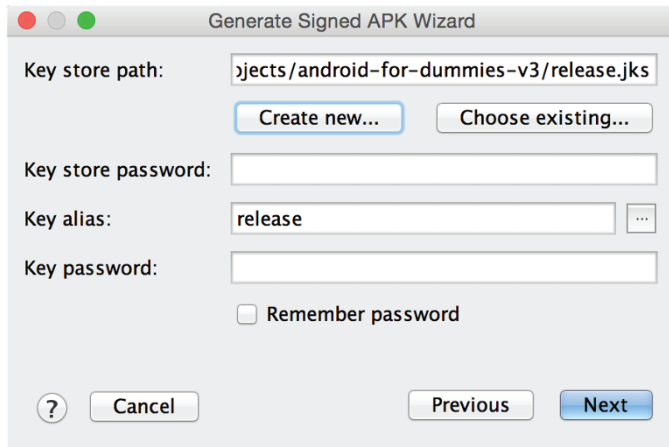 Generate Signed APK Wizard
Key store path: ojects/android-for-dummies-v3/release.jks
Create new... Choose existing...
Key store password:
Key alias: release ...
Key password:
Remember password
? Cancel Previous Next